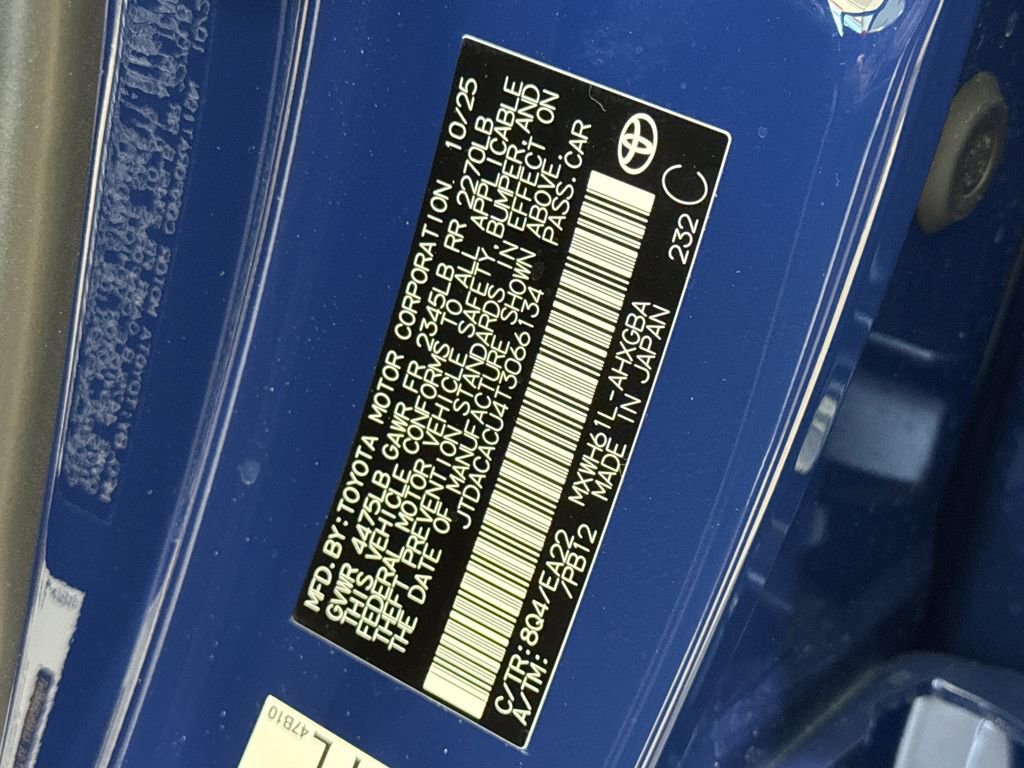 MFD. BY: TOYOTA MOTOR CORPORATION 10/25
GVWR 4475LB GAWR FR 2345LB RR 2270LB
THIS VEHICLE CONFORMS TO ALL APPLICABLE
FEDERAL MOTOR VEHICLE SAFETY, BUMPER, AND
THEFT PREVENTION STANDARDS IN EFFECT ON
THE DATE OF MANUFACTURE SHOWN ABOVE.
JTDACACU4T3066134 PASS. CAR
C/TR: 8Q4/EA22 MXWH61L-AHXGBA 232 C
A/TM: /PB12 MADE IN JAPAN
47B10